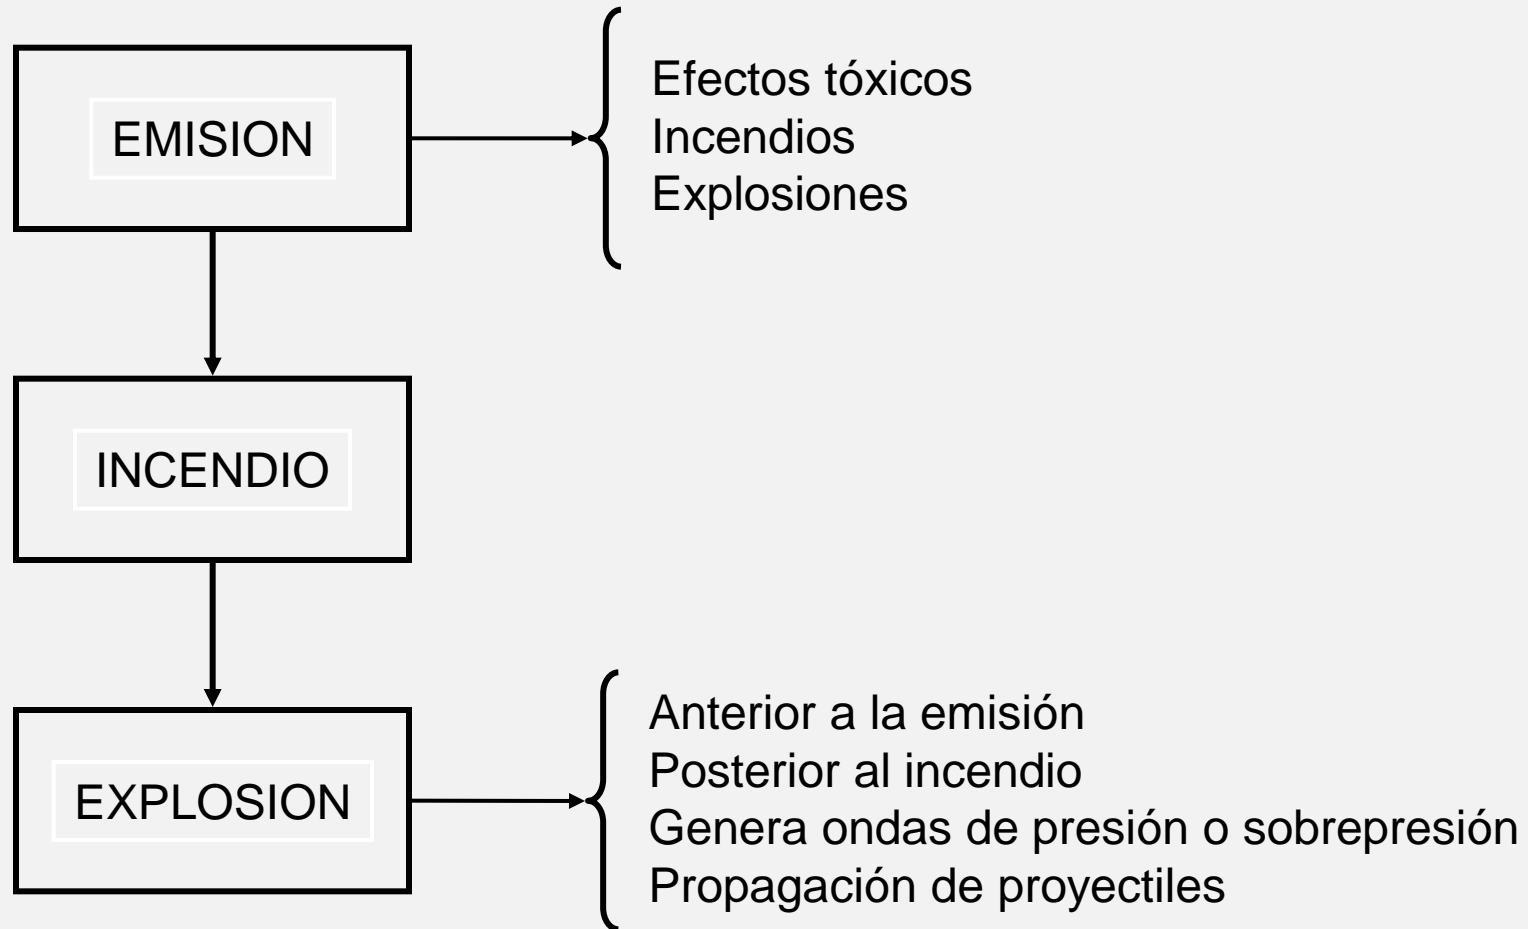 EMISION
Efectos tóxicos
Incendios
Explosiones
INCENDIO
EXPLOSION
Anterior a la emisión
Posterior al incendio
Genera ondas de presión o sobrepresión
Propagación de proyectiles